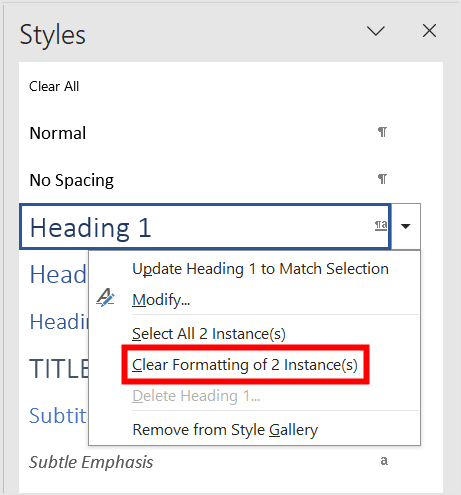 Styles
Clear All
Normal
No Spacing
Heading 1
Update Heading 1 to Match Selection
Head
Modify...
Headin
Select All 2 Instance(s)
TITLE
Clear Formatting of 2 Instance(s)
Delete Heading 1...
Subtit
Remove from Style Gallery
Subtle Emphasis a